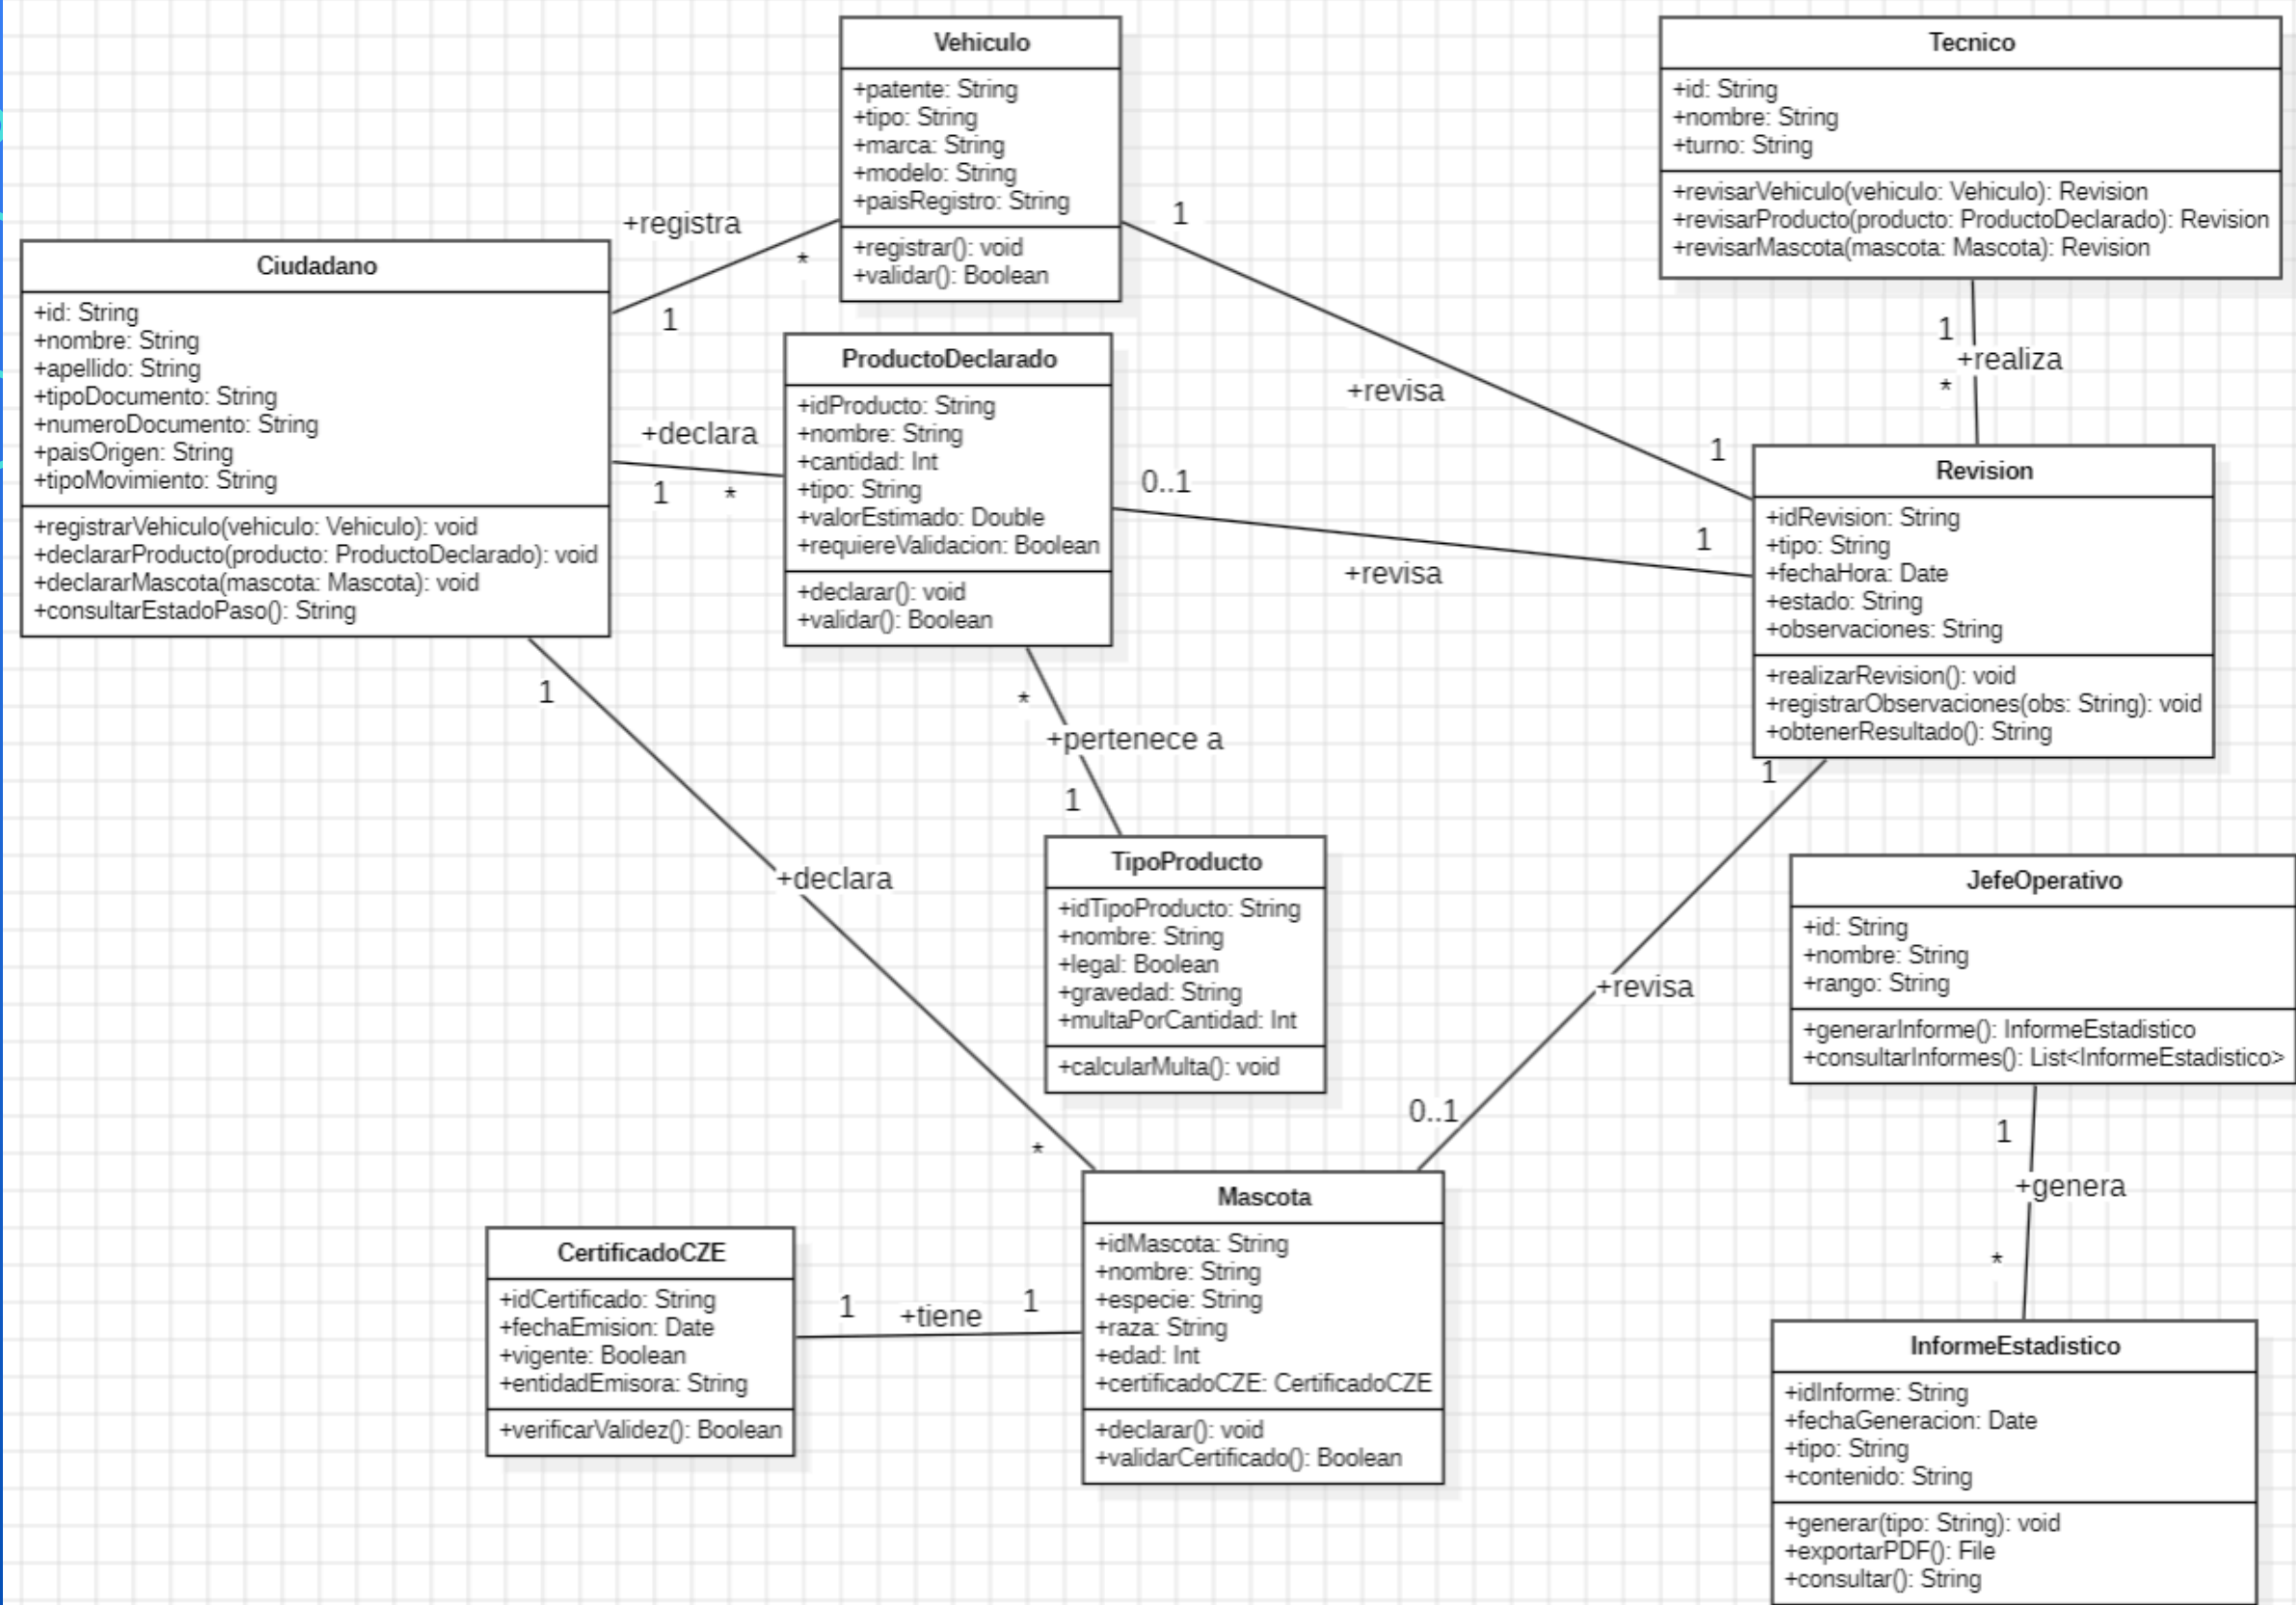 Vehiculo
+patente: String
+tipo: String
+marca: String
+modelo: String
+paisRegistro: String
+registrar(): void
+validar(): Boolean
Tecnico
+id: String
+nombre: String
+turno: String
+revisarVehiculo(vehiculo: Vehiculo): Revision
+revisarProducto(producto: ProductoDeclarado): Revision
+revisarMascota(mascota: Mascota): Revision
+registra
*
1
1
+revisa
1
1
+realiza
*
Ciudadano
+id: String
+nombre: String
+apellido: String
+tipoDocumento: String
+numeroDocumento: String
+paisOrigen: String
+tipoMovimiento: String
+registrarVehiculo(vehiculo: Vehiculo): void
+declararProducto(producto: ProductoDeclarado): void
+declararMascota(mascota: Mascota): void
+consultarEstadoPaso(): String
+declara
1
*
ProductoDeclarado
+idProducto: String
+nombre: String
+cantidad: Int
+tipo: String
+valorEstimado: Double
+requiereValidacion: Boolean
+declarar(): void
+validar(): Boolean
0..1
1
+revisa
Revision
+idRevision: String
+tipo: String
+fechaHora: Date
+estado: String
+observaciones: String
+realizarRevision(): void
+registrarObservaciones(obs: String): void
+obtenerResultado(): String
1
+declara
*
*
+pertenece a
1
TipoProducto
+idTipoProducto: String
+nombre: String
+legal: Boolean
+gravedad: String
+multaPorCantidad: Int
+calcularMulta(): void
1
+revisa
0..1
JefeOperativo
+id: String
+nombre: String
+rango: String
+generarInforme(): InformeEstadistico
+consultarInformes(): List<InformeEstadistico>
1
+genera
*
CertificadoCZE
+idCertificado: String
+fechaEmision: Date
+vigente: Boolean
+entidadEmisora: String
+verificarValidez(): Boolean
1
+tiene
1
Mascota
+idMascota: String
+nombre: String
+especie: String
+raza: String
+edad: Int
+certificadoCZE: CertificadoCZE
+declarar(): void
+validarCertificado(): Boolean
InformeEstadistico
+idInforme: String
+fechaGeneracion: Date
+tipo: String
+contenido: String
+generar(tipo: String): void
+exportarPDF(): File
+consultar(): String